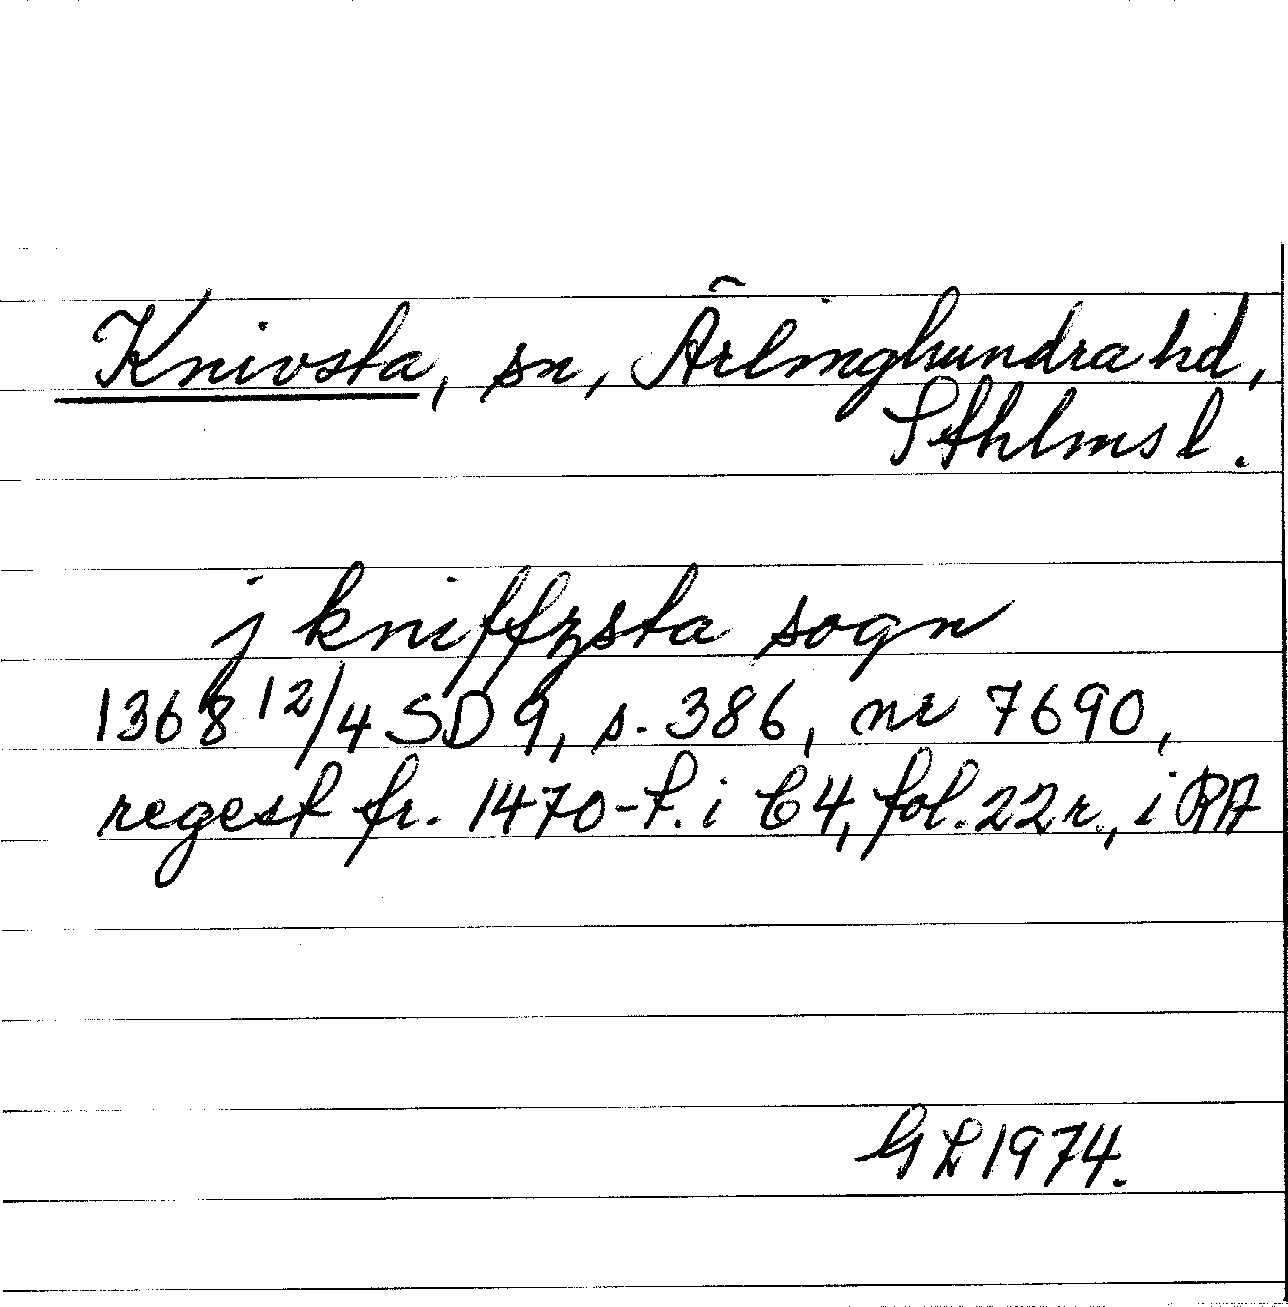 Knivsta, sn, Ärlinghundra hd,
Sthlms l.
j kniffzsta sogn
1368 12/4 SD 9, s. 386, nr 7690,
regest fr. 1470-t. i C4, fol. 22r., i RA
GL 1974.